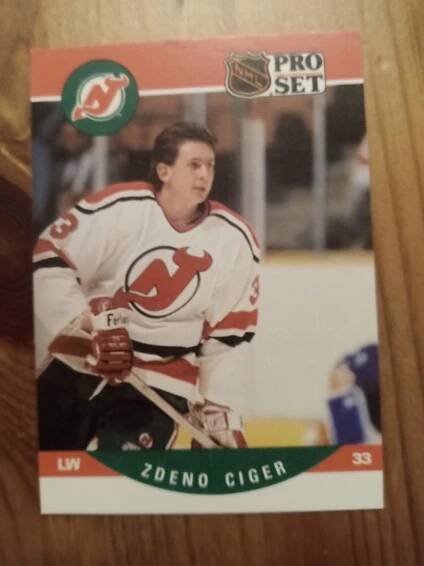 NHL
PRO
SET
3
3
LW
ZDENO CIGER
33